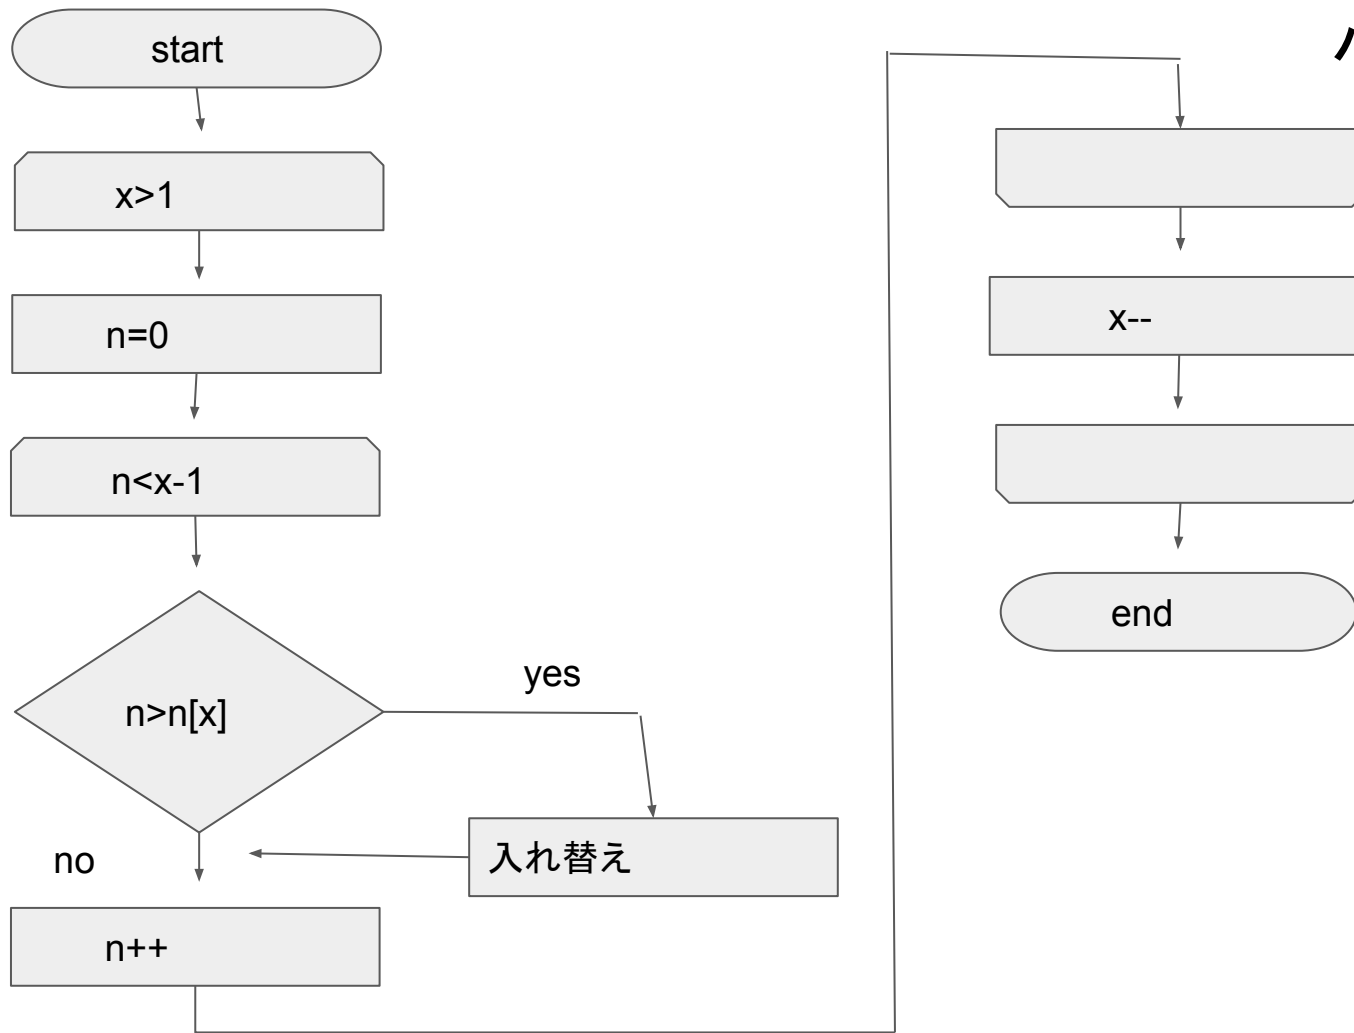 start
x>1
n=0
n<x-1
n>n[x]
yes
no
入れ替え
n++
x--
end